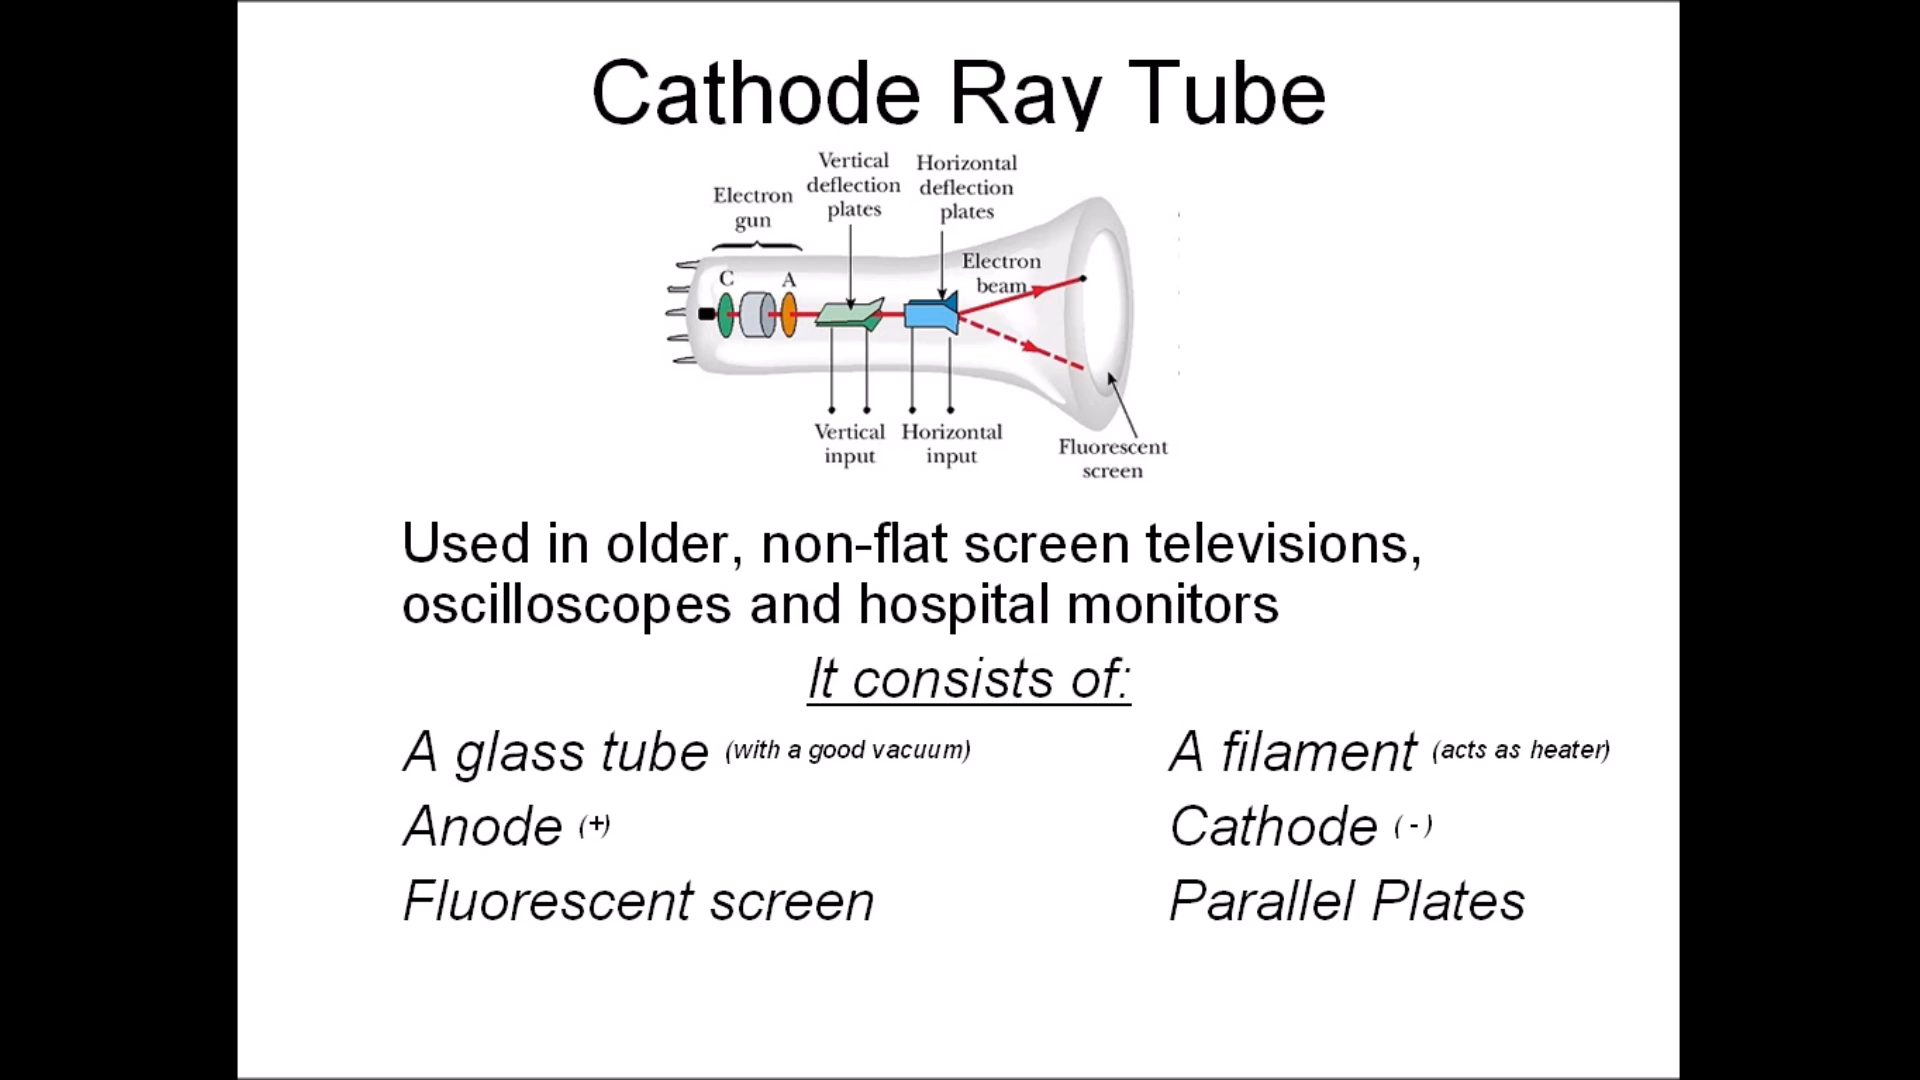 Cathode Ray Tube
Vertical
deflection
plates
Horizontal
deflection
plates
Electron
gun
C
A
Electron
beam
Vertical
input
Horizontal
input
Fluorescent
screen
Used in older, non-flat screen televisions,
oscilloscopes and hospital monitors
It consists of:
A glass tube (with a good vacuum)
A filament (acts as heater)
Anode (+)
Cathode ( - )
Fluorescent screen
Parallel Plates